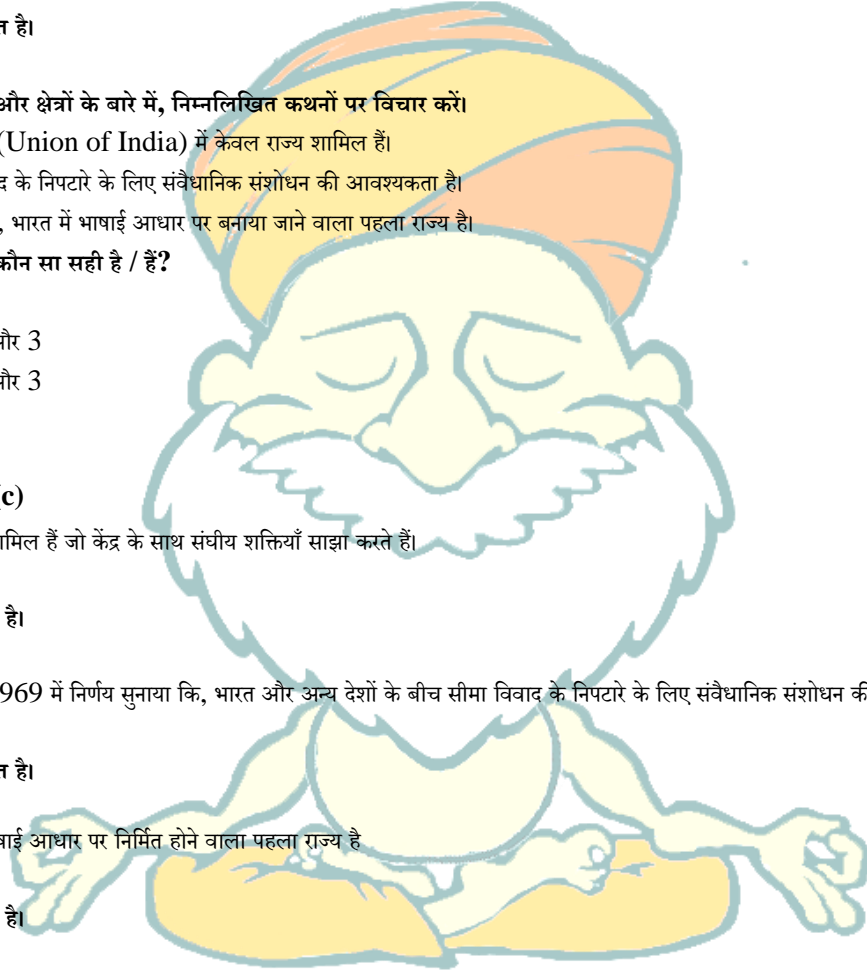 त है।
और क्षेत्रों के बारे में, निम्नलिखित कथनों पर विचार करें।
(Union of India) में केवल राज्य शामिल हैं।
द के निपटारे के लिए संवैधानिक संशोधन की आवश्यकता है।
, भारत में भाषाई आधार पर बनाया जाने वाला पहला राज्य है।
कौन सा सही है / हैं?
और 3
और 3
c)
ामिल हैं जो केंद्र के साथ संघीय शक्तियाँ साझा करते हैं।
है।
969 में निर्णय सुनाया कि, भारत और अन्य देशों के बीच सीमा विवाद के निपटारे के लिए संवैधानिक संशोधन की
त है।
षाई आधार पर निर्मित होने वाला पहला राज्य है
है।